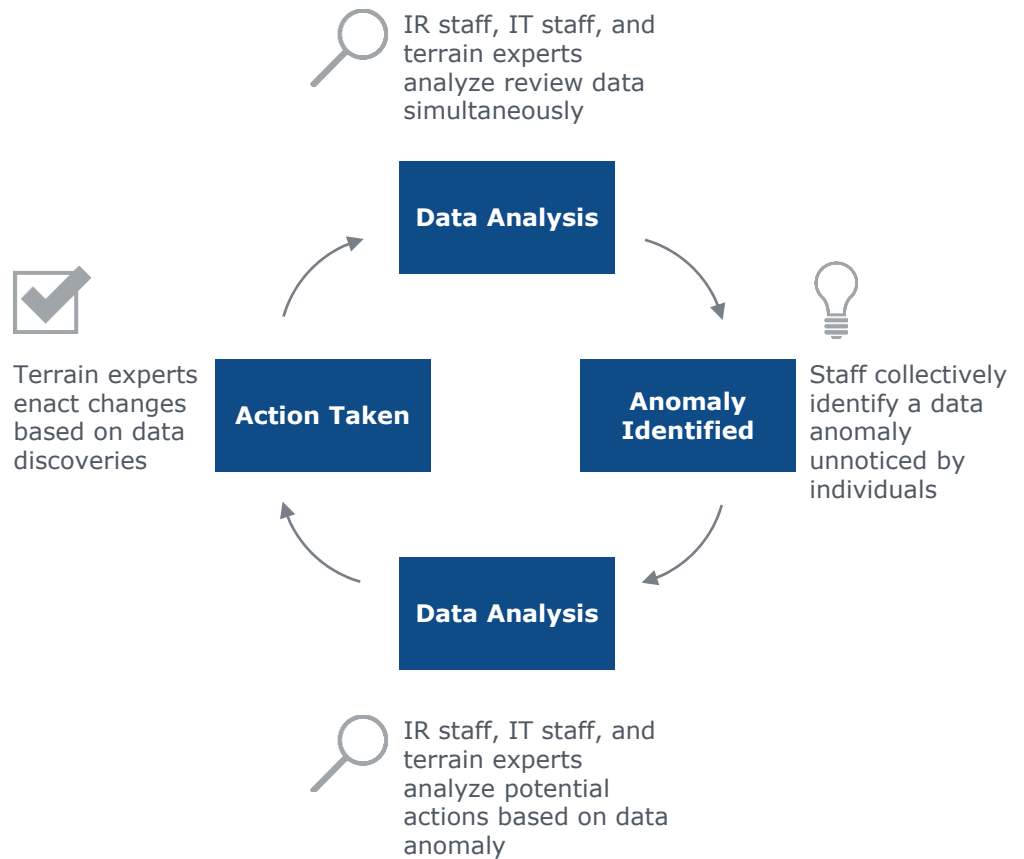 IR staff, IT staff, and
terrain experts
analyze review data
simultaneously
Data Analysis
Terrain experts
enact changes
based on data
discoveries
Action Taken
Anomaly
Identified
Staff collectively
identify a data
anomaly
unnoticed by
individuals
Data Analysis
IR staff, IT staff, and
terrain experts
analyze potential
actions based on data
anomaly